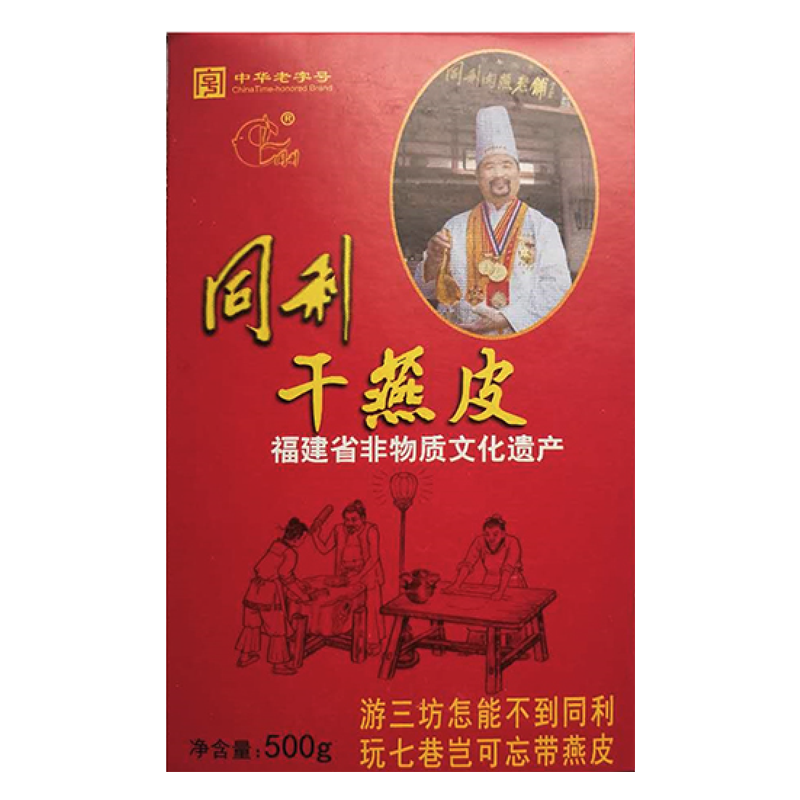 中华老字号
ChinaTime-honored Brand
®
同利
同利肉燕老铺
同利
干燕皮
福建省非物质文化遗产
游三坊怎能不到同利
玩七巷岂可忘带燕皮
净含量:500g